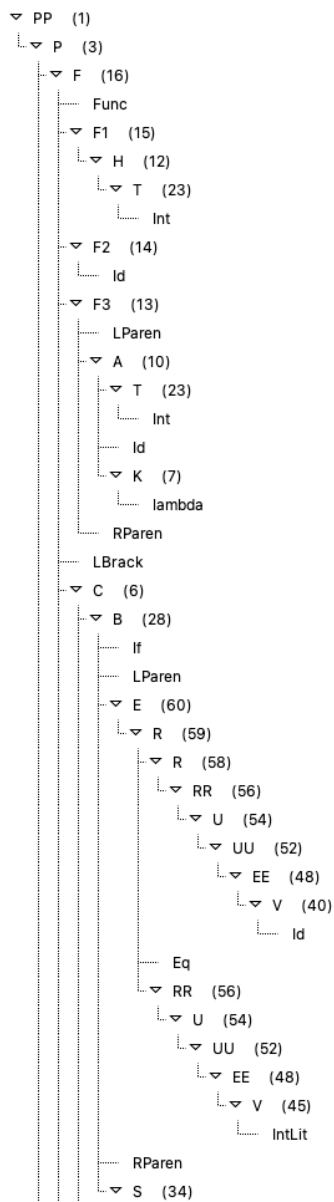 PP (1)
P (3)
F (16)
Func
F1 (15)
H (12)
T (23)
Int
F2 (14)
Id
F3 (13)
LParen
A (10)
T (23)
Int
Id
K (7)
lambda
RParen
LBrack
C (6)
B (28)
If
LParen
E (60)
R (59)
R (58)
RR (56)
U (54)
UU (52)
EE (48)
V (40)
Id
Eq
RR (56)
U (54)
UU (52)
EE (48)
V (45)
IntLit
RParen
S (34)